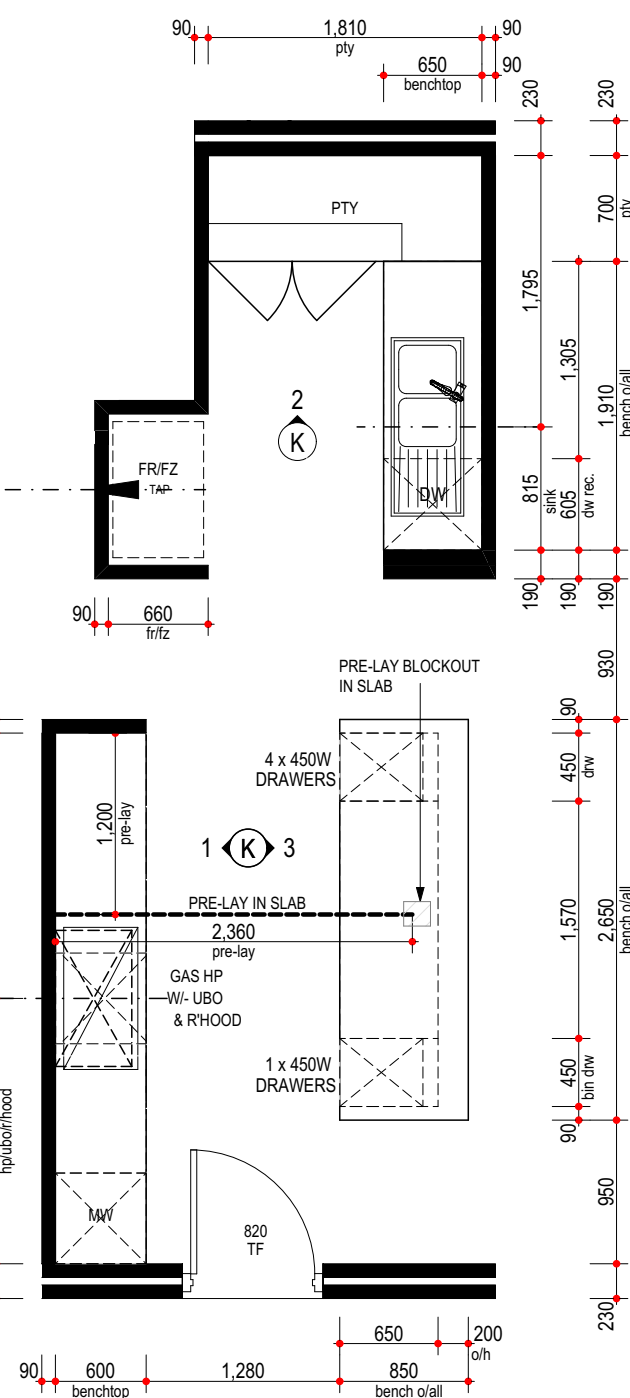 90
1,810
90
pty
650
90
benchtop
230
230
PTY
700
pty
1,795
1,305
1,910
bench o/all
2
K
FR/FZ
TAP
DW
815
sink
605
dw rec.
90
660
fr/fz
190
190
190
930
PRE-LAY BLOCKOUT
IN SLAB
90
4 x 450W
DRAWERS
450
drw
1,200
pre-lay
1
K
3
PRE-LAY IN SLAB
2,360
pre-lay
1,570
2,650
bench o/all
GAS HP
W/- UBO
& R'HOOD
1 x 450W
DRAWERS
450
bin drw
90
hp/ubo/r/hood
MW
820
TF
950
230
650
200
o/h
90
600
benchtop
1,280
850
bench o/all